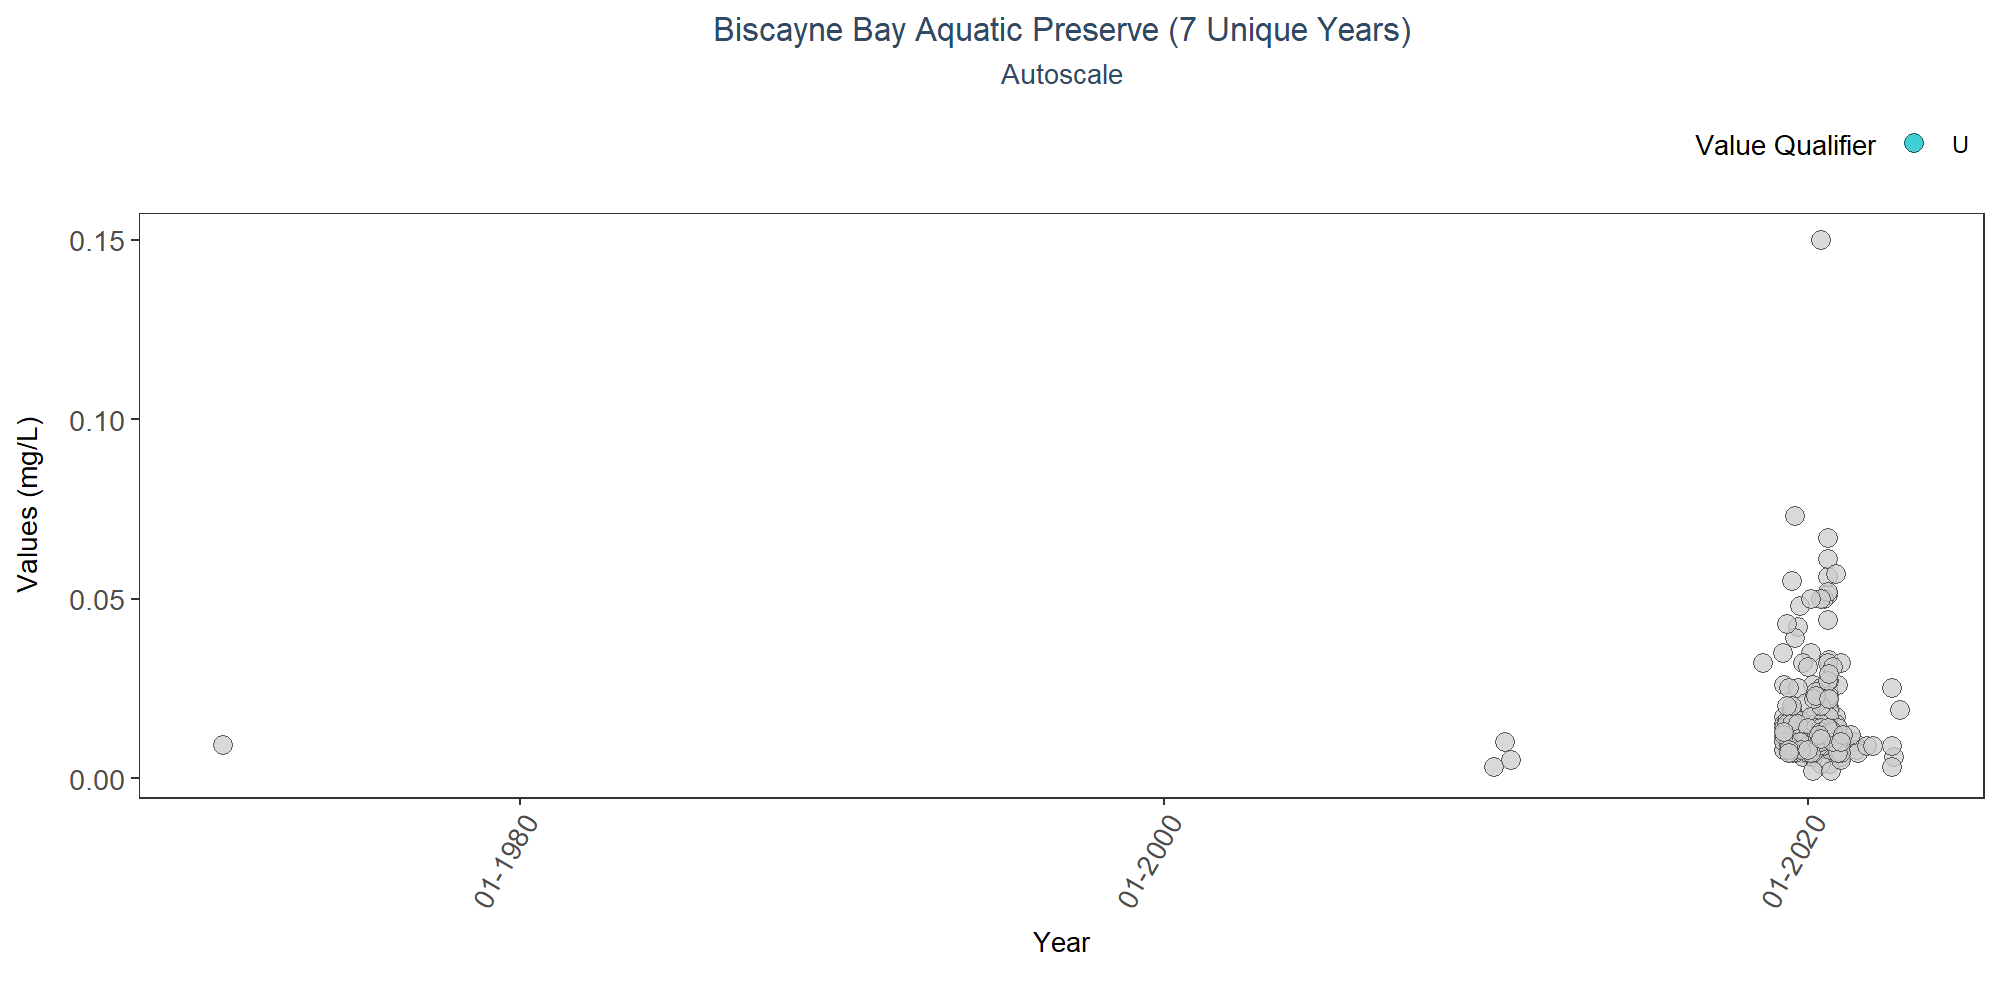 Biscayne Bay Aquatic Preserve (7 Unique Years)
Autoscale
Value Qualifier U
0.15
0.10
0.05
0.00
Values (mg/L)
01-1980
01-2000
01-2020
Year